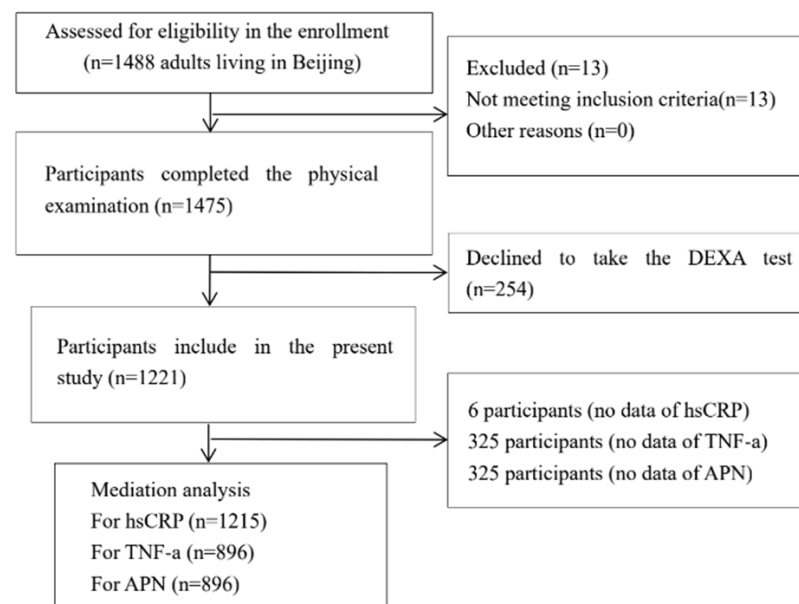 Assessed for eligibility in the enrollment
(n=1488 adults living in Beijing)
Excluded (n=13)
Not meeting inclusion criteria(n=13)
Other reasons (n=0)
Participants completed the physical
examination (n=1475)
Declined to take the DEXA test
(n=254)
Participants include in the present
study (n=1221)
6 participants (no data of hsCRP)
325 participants (no data of TNF-a)
325 participants (no data of APN)
Mediation analysis
For hsCRP (n=1215)
For TNF-a (n=896)
For APN (n=896)